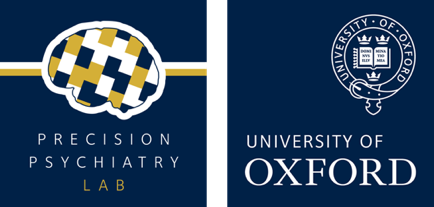 PRECISION
PSYCHIATRY
LAB
UNIVERSITY · OF · OXFORD
UNIVERSITY OF
OXFORD